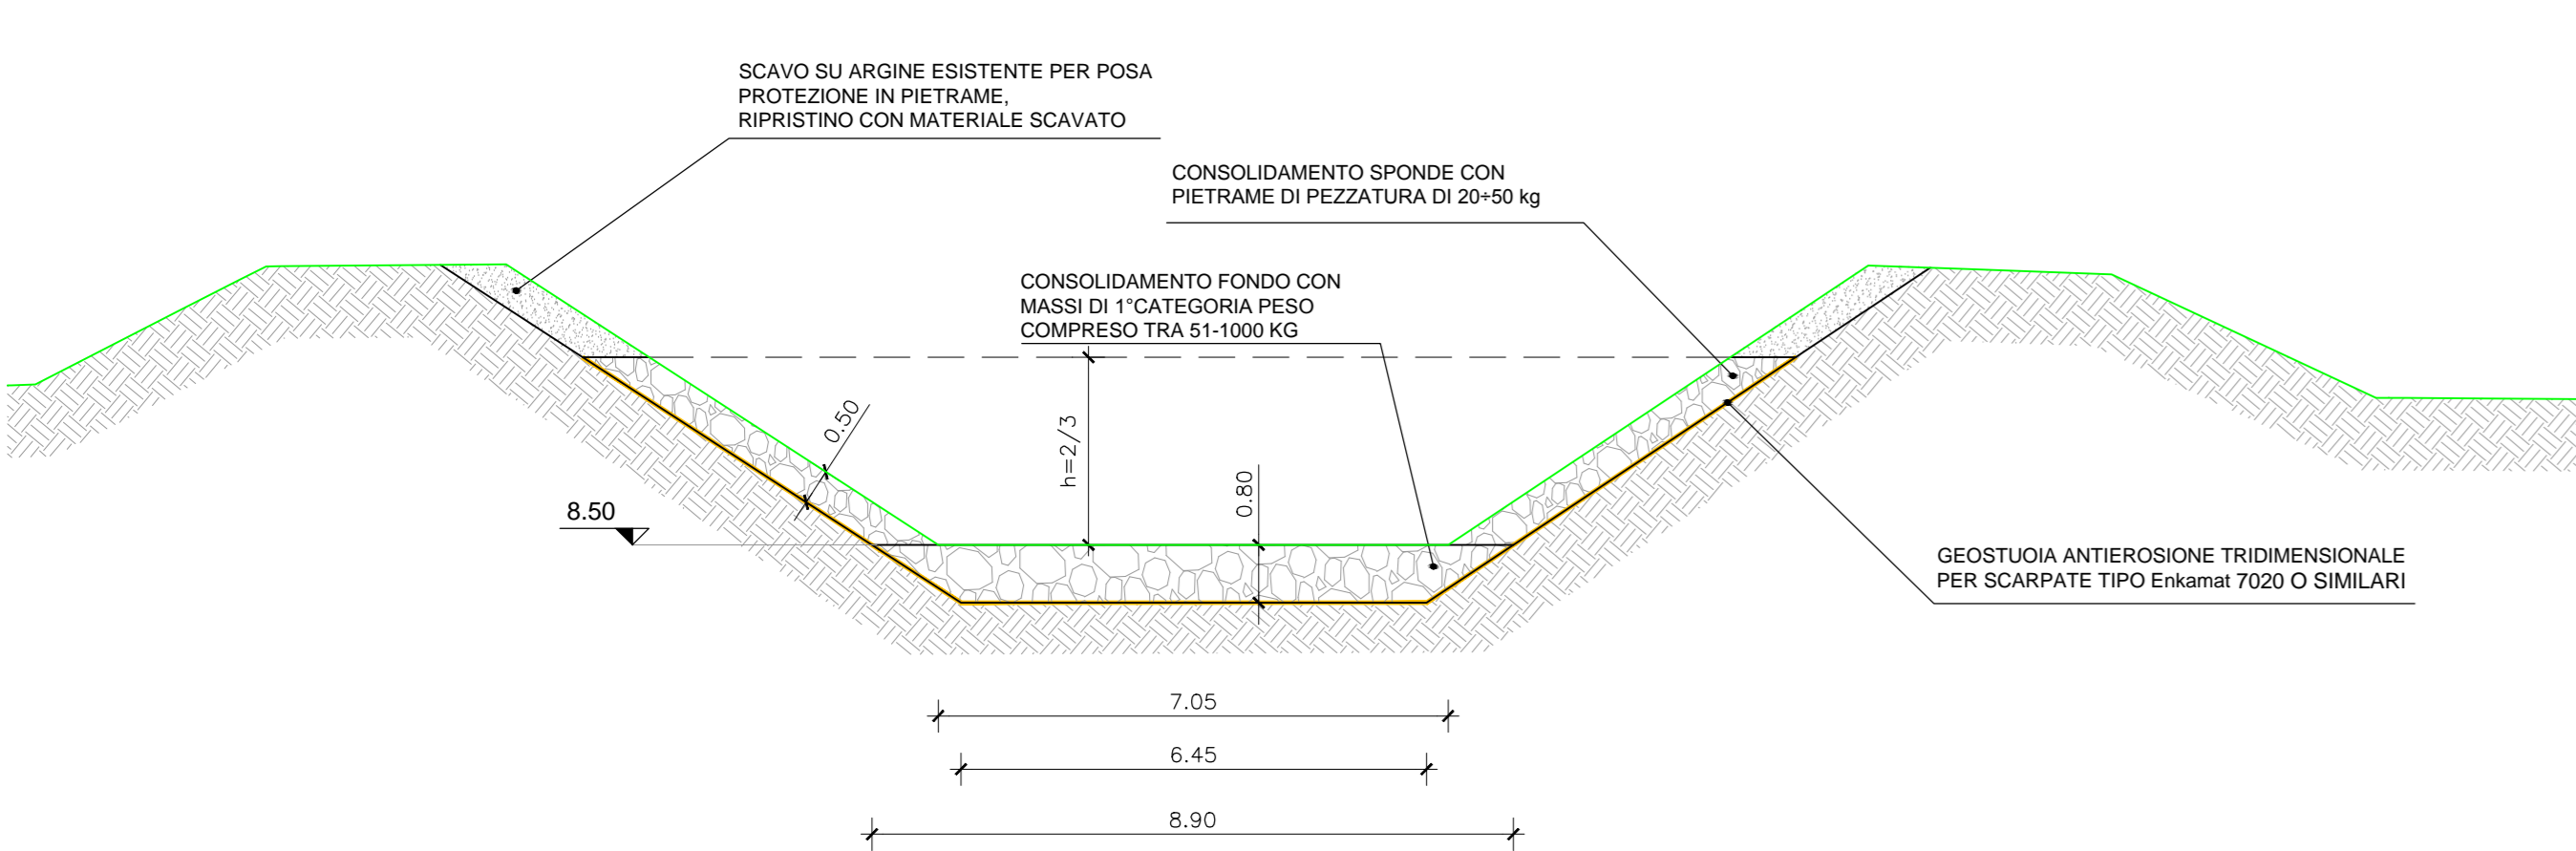 SCAVO SU ARGINE ESISTENTE PER POSA
PROTEZIONE IN PIETRAME,
RIPRISTINO CON MATERIALE SCAVATO
CONSOLIDAMENTO SPONDE CON
PIETRAME DI PEZZATURA DI 20÷50 kg
CONSOLIDAMENTO FONDO CON
MASSI DI 1°CATEGORIA PESO
COMPRESO TRA 51-1000 KG
0.50
h=2/3
0.80
8.50
GEOSTUOIA ANTIEROSIONE TRIDIMENSIONALE
PER SCARPATE TIPO Enkamat 7020 O SIMILARI
7.05
6.45
8.90